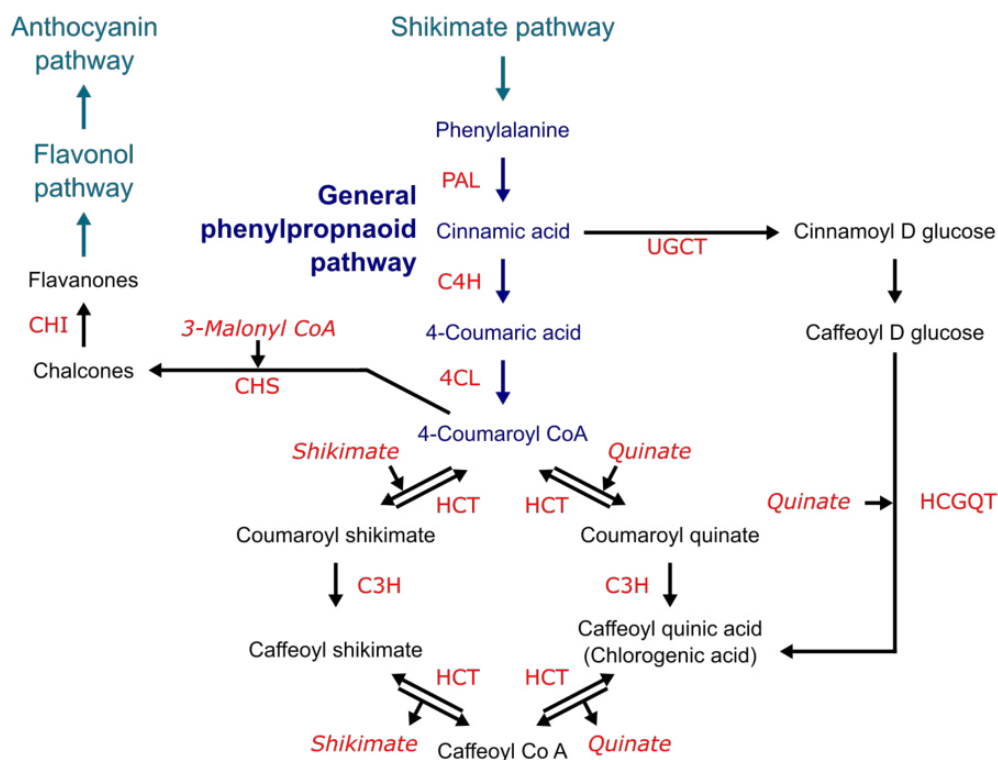 Anthocyanin
pathway
Shikimate pathway
Phenylalanine
Flavonol
pathway
PAL
General
phenylpropnaoid
pathway
Cinnamic acid
UGCT
Cinnamoyl D glucose
Flavanones
C4H
CHI
3-Malonyl CoA
4-Coumaric acid
Caffeoyl D glucose
Chalcones
CHS
4CL
4-Coumaroyl CoA
Shikimate
Quinate
HCT
HCT
Quinate
HCGQT
Coumaroyl shikimate
Coumaroyl quinate
C3H
C3H
Caffeoyl shikimate
Caffeoyl quinic acid
(Chlorogenic acid)
HCT
HCT
Shikimate
Caffeoyl Co A
Quinate